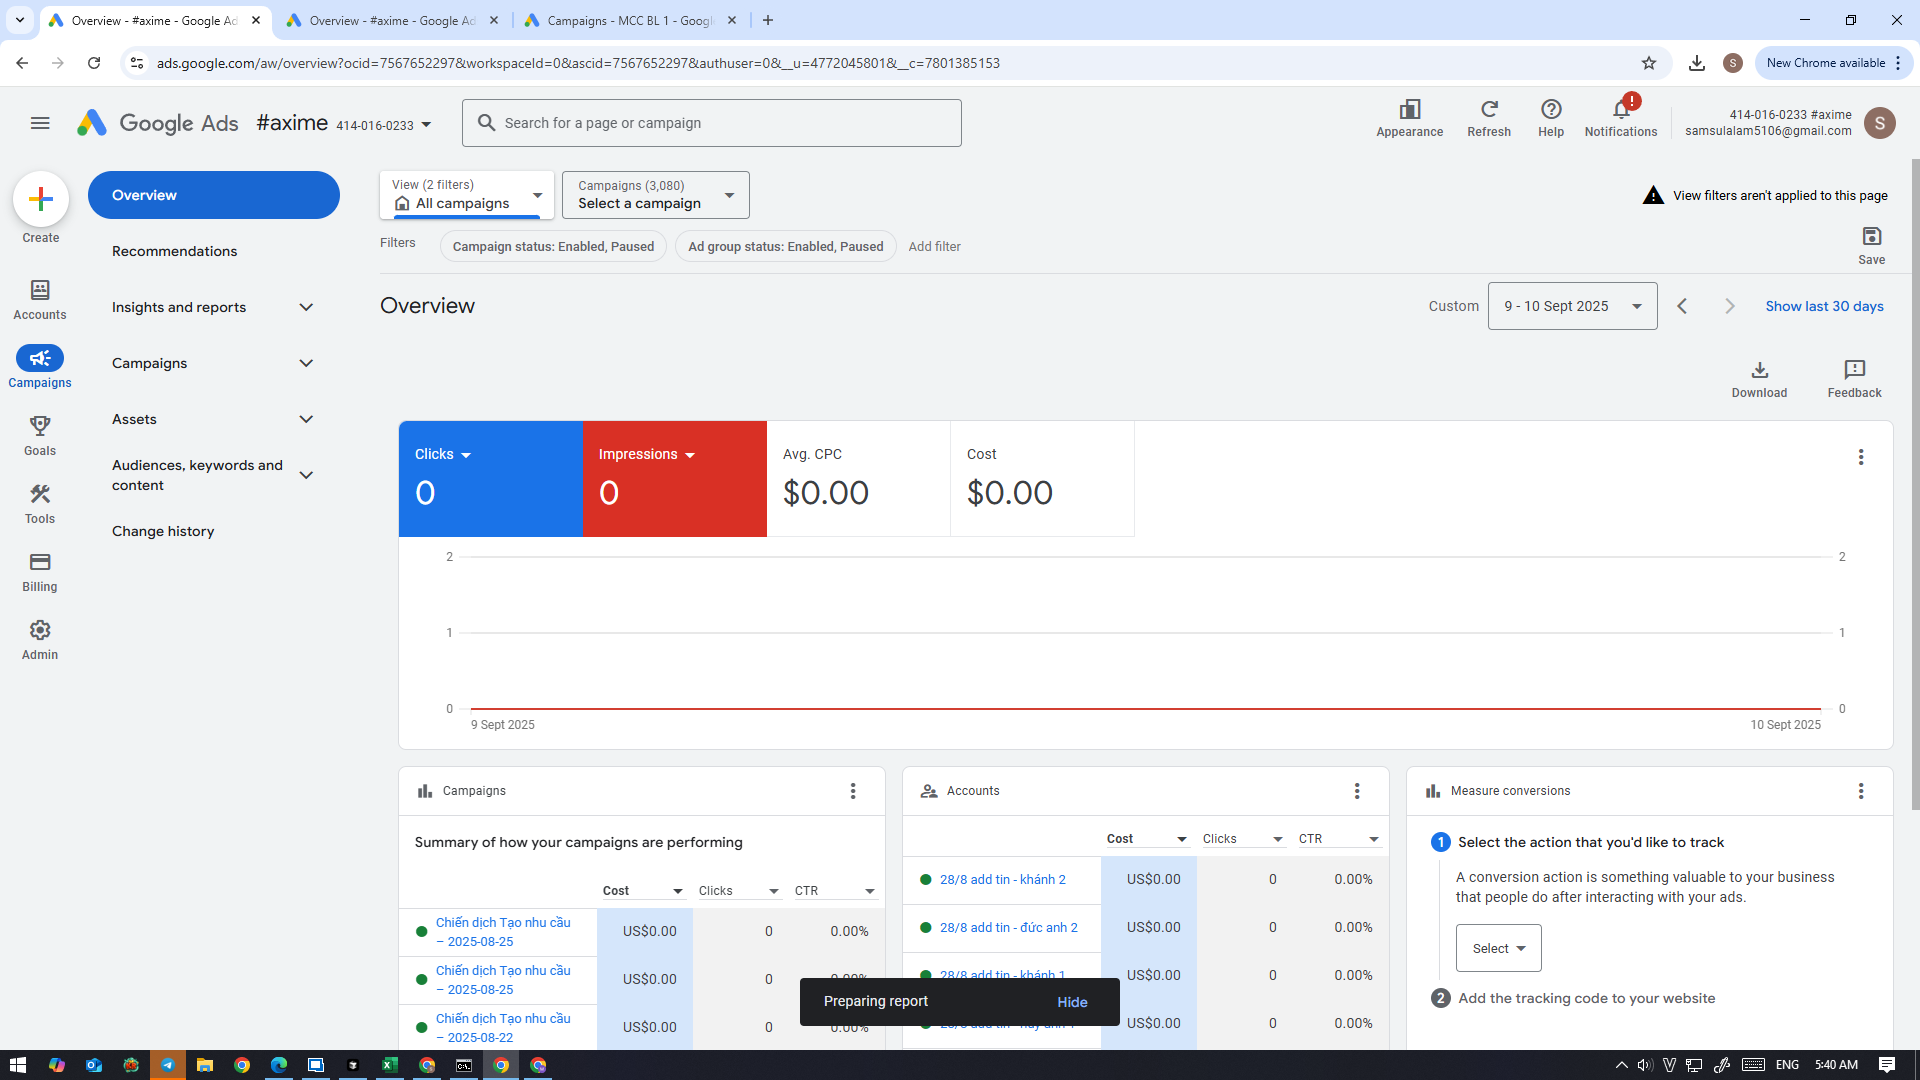 Overview - #axime - Google Ad
Overview - #axime - Google Ad
Campaigns - MCC BL 1 - Googl
ads.google.com/aw/overview?ocid=7567652297&workspaceId=0&ascid=7567652297&authuser=0&__u=4772045801&__c=7801385153
S
New Chrome available
Google Ads
#axime 414-016-0233
Search for a page or campaign
Appearance
Refresh
Help
!
Notifications
414-016-0233 #axime
samsulalam5106@gmail.com
S
Create
Accounts
Campaigns
Goals
Tools
Billing
Admin
Overview
Recommendations
Insights and reports
Campaigns
Assets
Audiences, keywords and
content
Change history
View (2 filters)
All campaigns
Campaigns (3,080)
Select a campaign
View filters aren't applied to this page
Filters
Campaign status: Enabled, Paused
Ad group status: Enabled, Paused
Add filter
Save
Overview
Custom
9 - 10 Sept 2025
Show last 30 days
Download
Feedback
Clicks
0
Impressions
0
Avg. CPC
$0.00
Cost
$0.00
2
2
1
1
0
0
9 Sept 2025
10 Sept 2025
Campaigns
Summary of how your campaigns are performing
Cost Clicks CTR
Chiến dịch Tạo nhu cầu
– 2025-08-25
US$0.00 0 0.00%
Chiến dịch Tạo nhu cầu
– 2025-08-25
US$0.00 0 0.00%
Chiến dịch Tạo nhu cầu
– 2025-08-22
US$0.00 0 0.00%
Accounts
Cost Clicks CTR
28/8 add tin - khánh 2 US$0.00 0 0.00%
28/8 add tin - đức anh 2 US$0.00 0 0.00%
28/8 add tin - khánh 1 US$0.00 0 0.00%
US$0.00 0 0.00%
Measure conversions
1 Select the action that you'd like to track
A conversion action is something valuable to your business
that people do after interacting with your ads.
Select
2 Add the tracking code to your website
Preparing report
Hide
ENG
5:40 AM